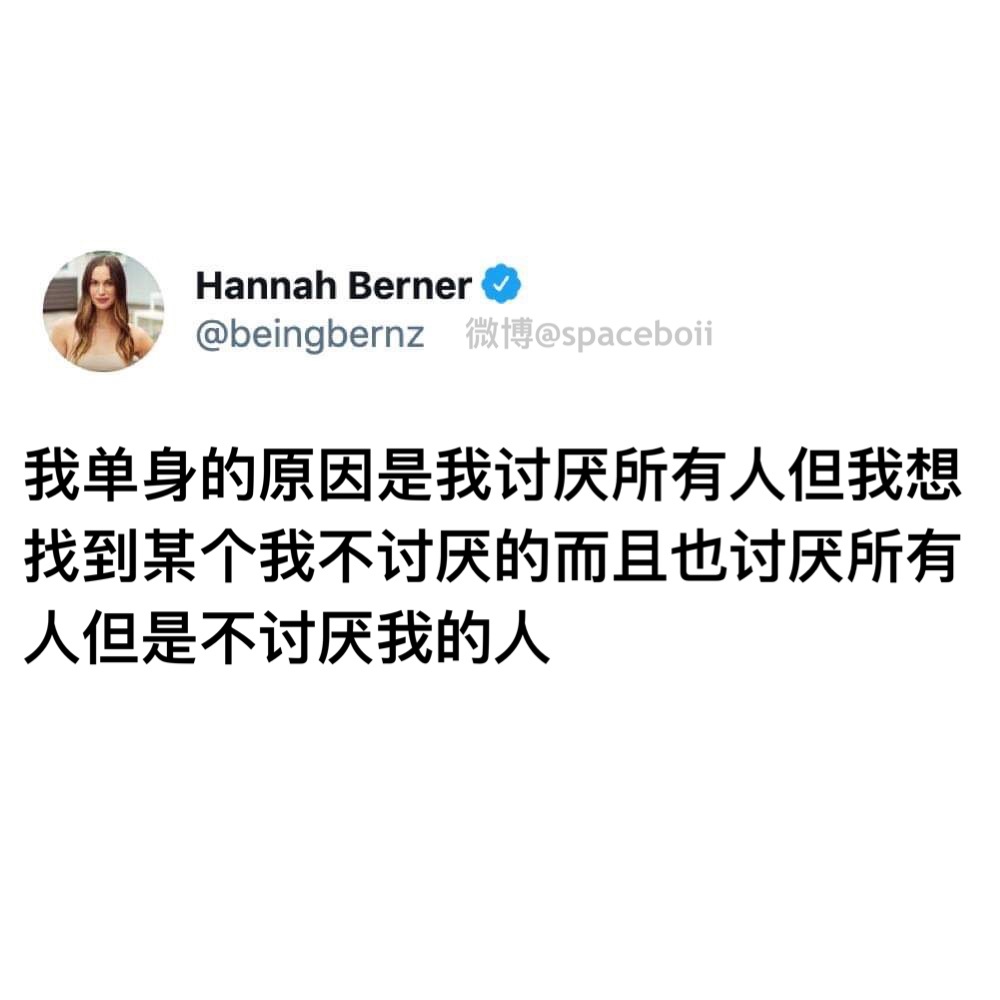 Hannah Berner
@beingbernz 微博@spaceboii
我单身的原因是我讨厌所有人但我想
找到某个我不讨厌的而且也讨厌所有
人但是不讨厌我的人